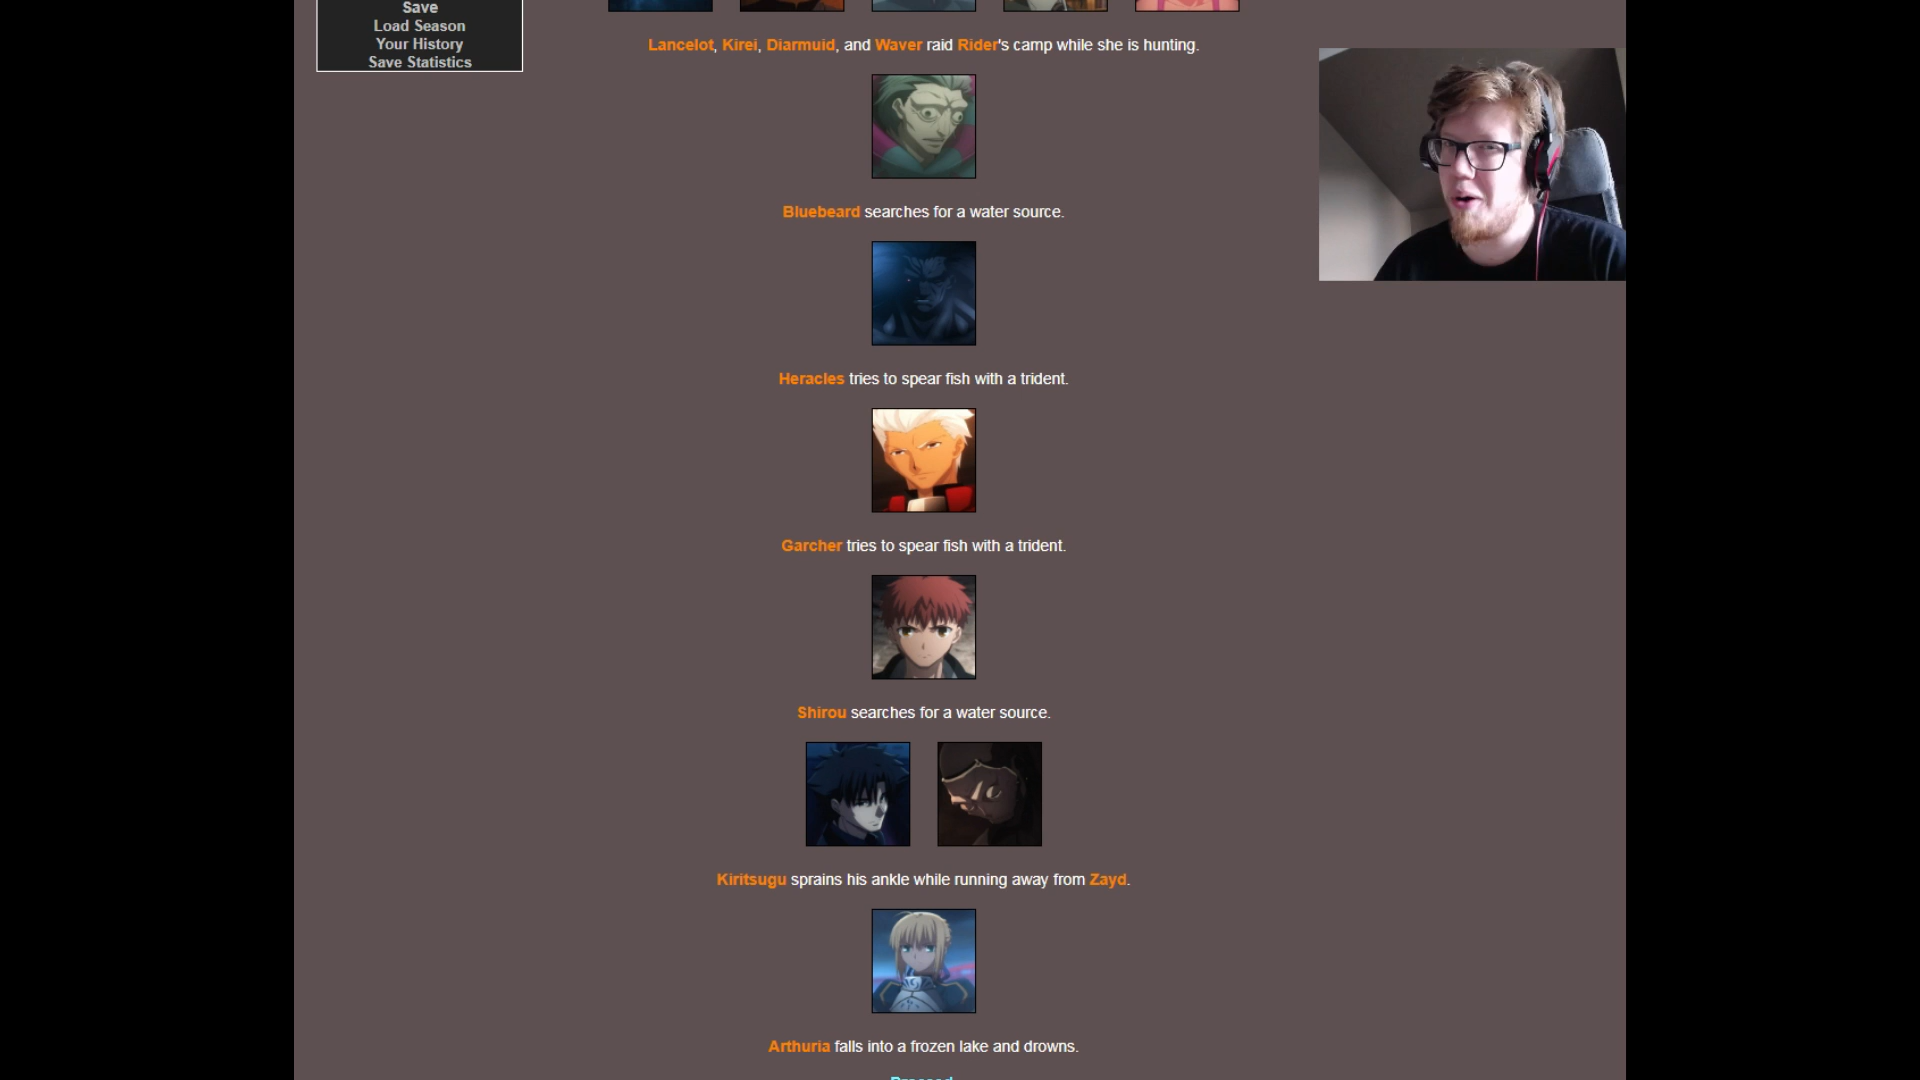 Save
Load Season
Your History
Save Statistics
Lancelot, Kirei, Diarmuid, and Waver raid Rider's camp while she is hunting.
Bluebeard searches for a water source.
Heracles tries to spear fish with a trident.
Garcher tries to spear fish with a trident.
Shirou searches for a water source.
Kiritsugu sprains his ankle while running away from Zayd.
Arthuria falls into a frozen lake and drowns.
Proceed